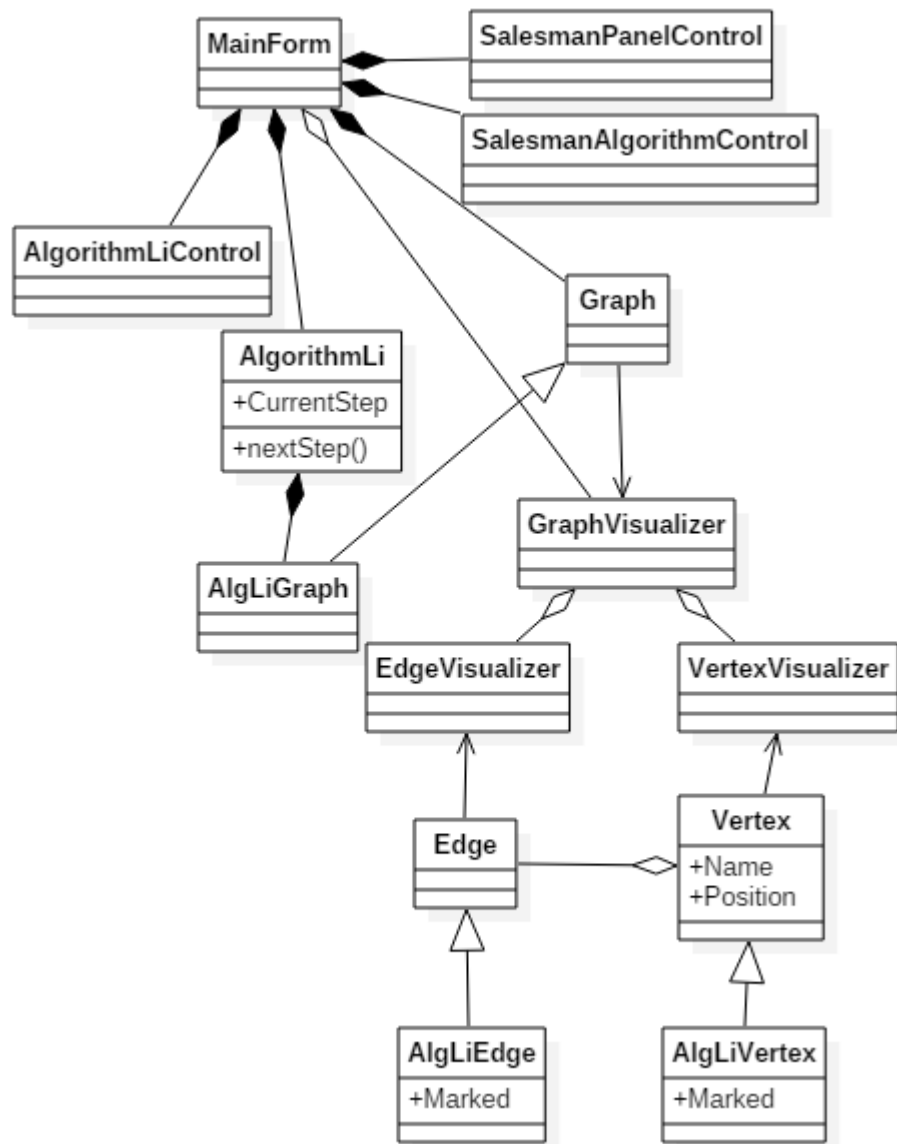 MainForm
SalesmanPanelControl
SalesmanAlgorithmControl
AlgorithmLiControl
Graph
AlgorithmLi
+CurrentStep
+nextStep()
GraphVisualizer
AlgLiGraph
EdgeVisualizer
VertexVisualizer
Edge
Vertex
+Name
+Position
AlgLiEdge
+Marked
AlgLiVertex
+Marked